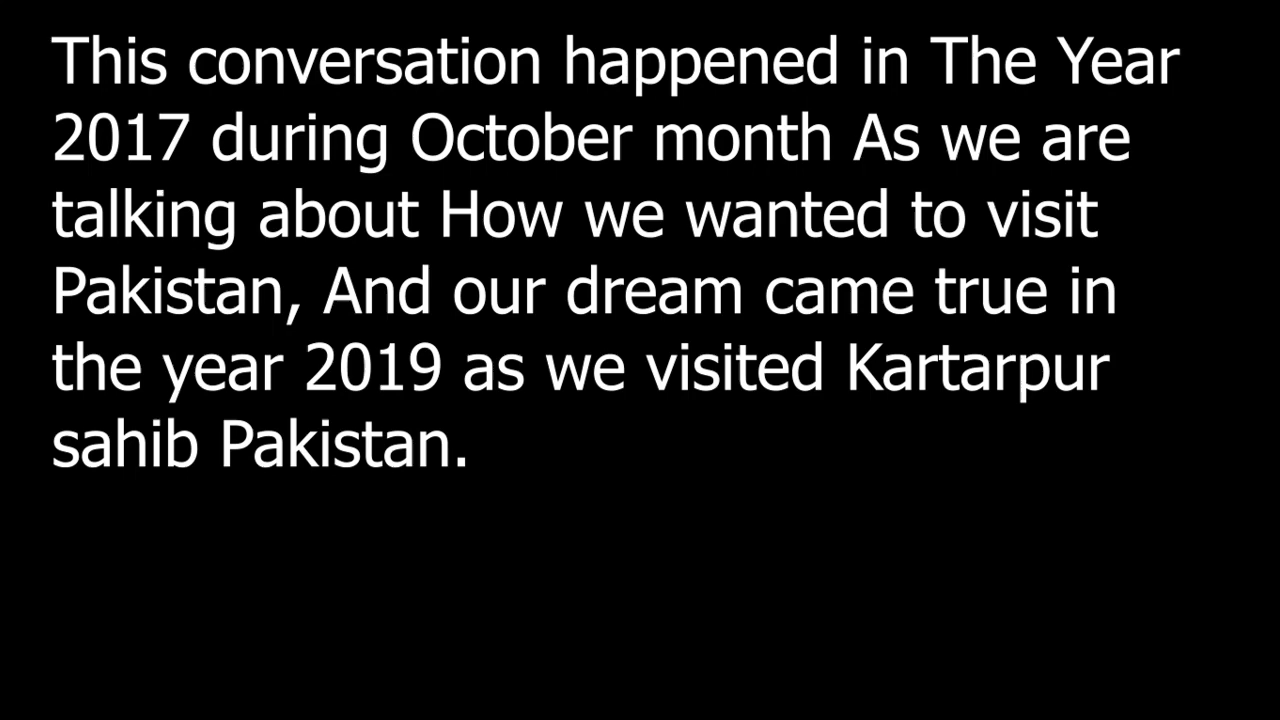 This conversation happened in The Year
2017 during October month As we are
talking about How we wanted to visit
Pakistan, And our dream came true in
the year 2019 as we visited Kartarpur
sahib Pakistan.